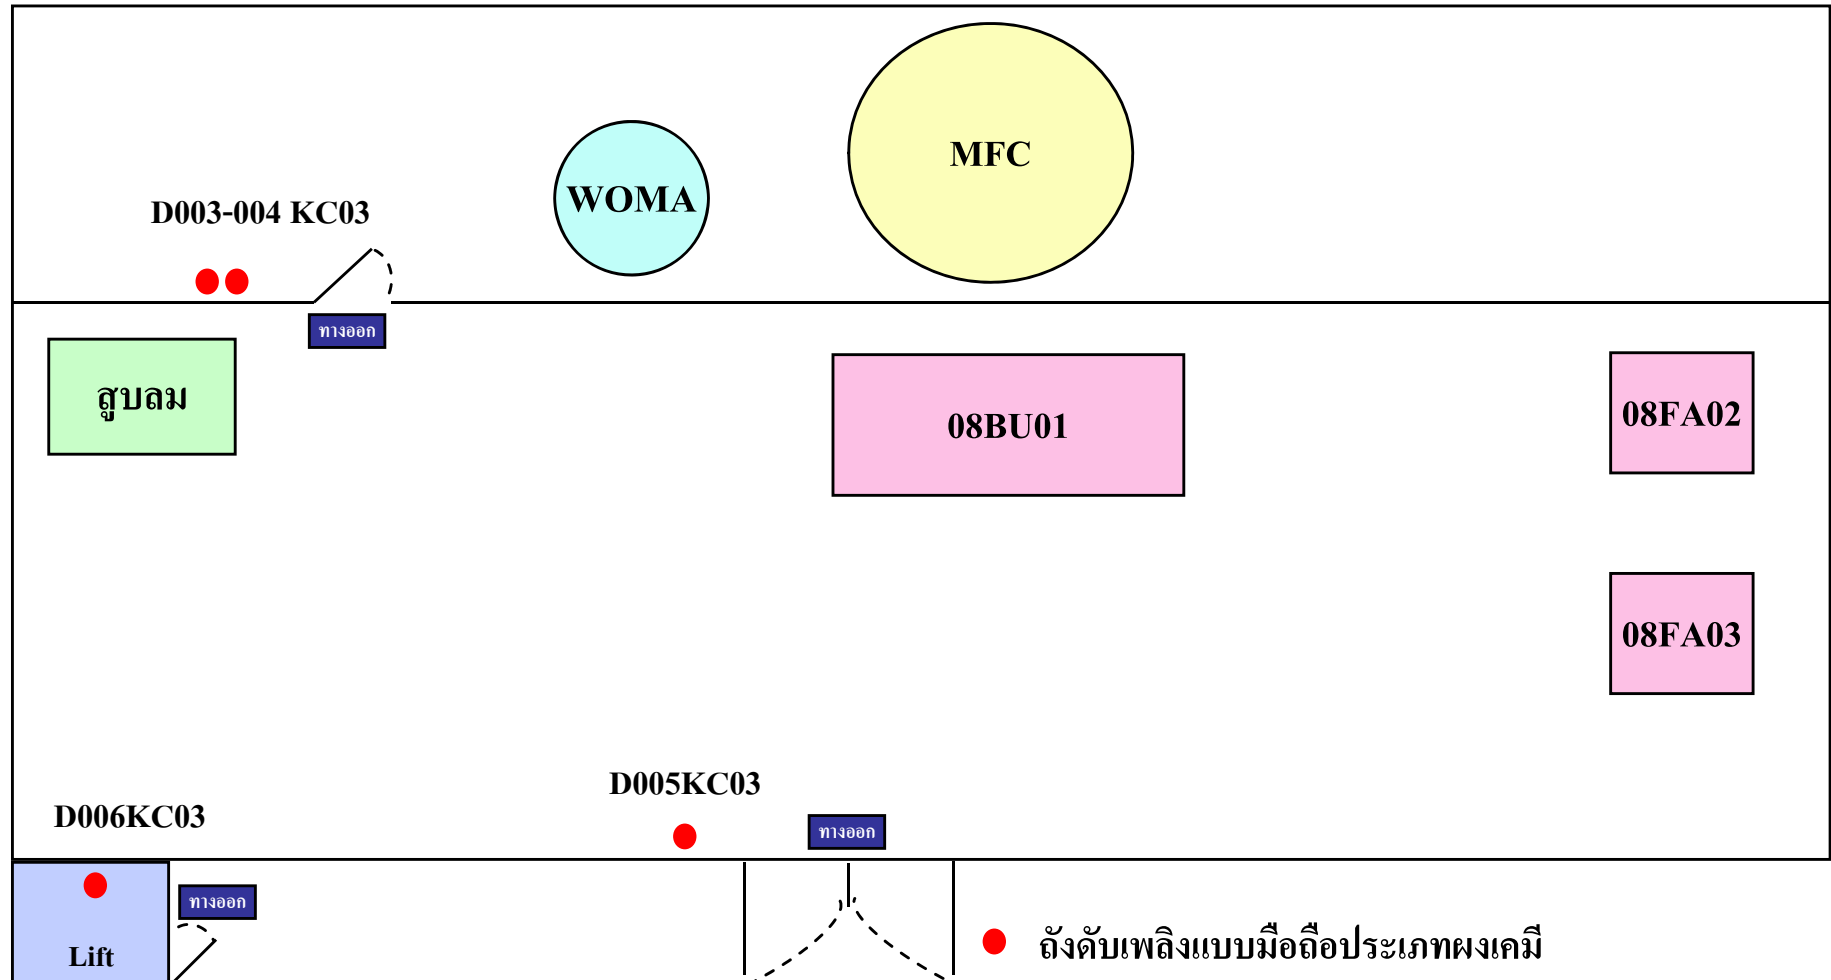 MFC
WOMA
D003-004 KC03
ทางออก
สูบลม
08BU01
08FA02
08FA03
D005KC03
D006KC03
ทางออก
ทางออก
Lift
ถังดับเพลิงแบบมือถือประเภทผงเคมี